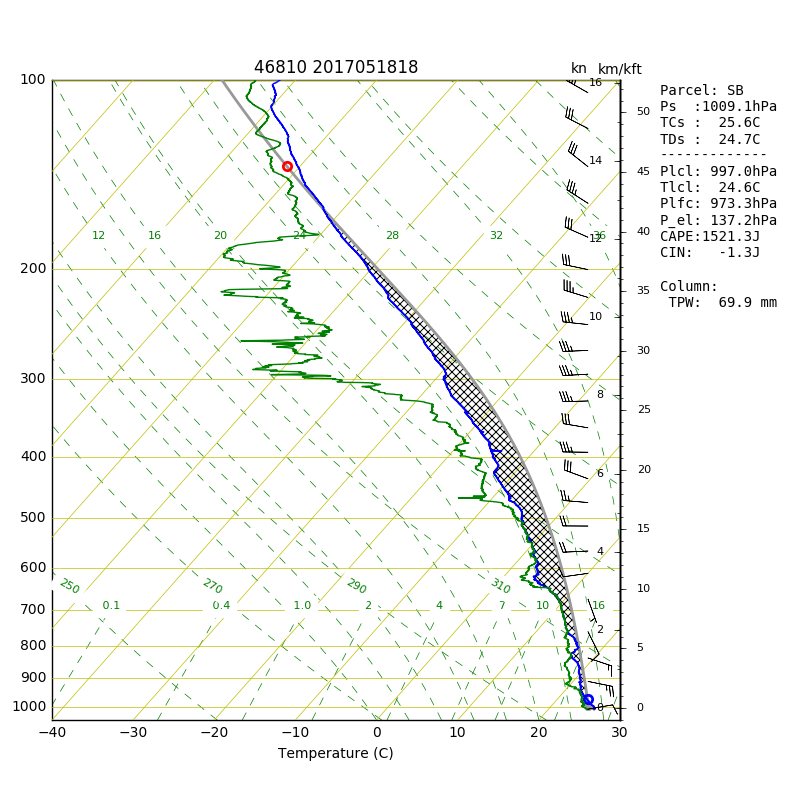 46810 2017051818
kn km/kft
100
200
300
400
500
600
700
800
900
1000
16
14
12
10
8
6
4
2
0
50
45
40
35
30
25
20
15
10
5
0
12 16 20 24 28 32 36
250 270 290 310
0.1 0.4 1.0 2 4 7 10 16
−40 −30 −20 −10 0 10 20 30
Temperature (C)
Parcel: SB
Ps :1009.1hPa
TCs : 25.6C
TDs : 24.7C
-------------
Plcl: 997.0hPa
Tlcl: 24.6C
Plfc: 973.3hPa
P_el: 137.2hPa
CAPE:1521.3J
CIN: -1.3J
Column:
TPW: 69.9 mm